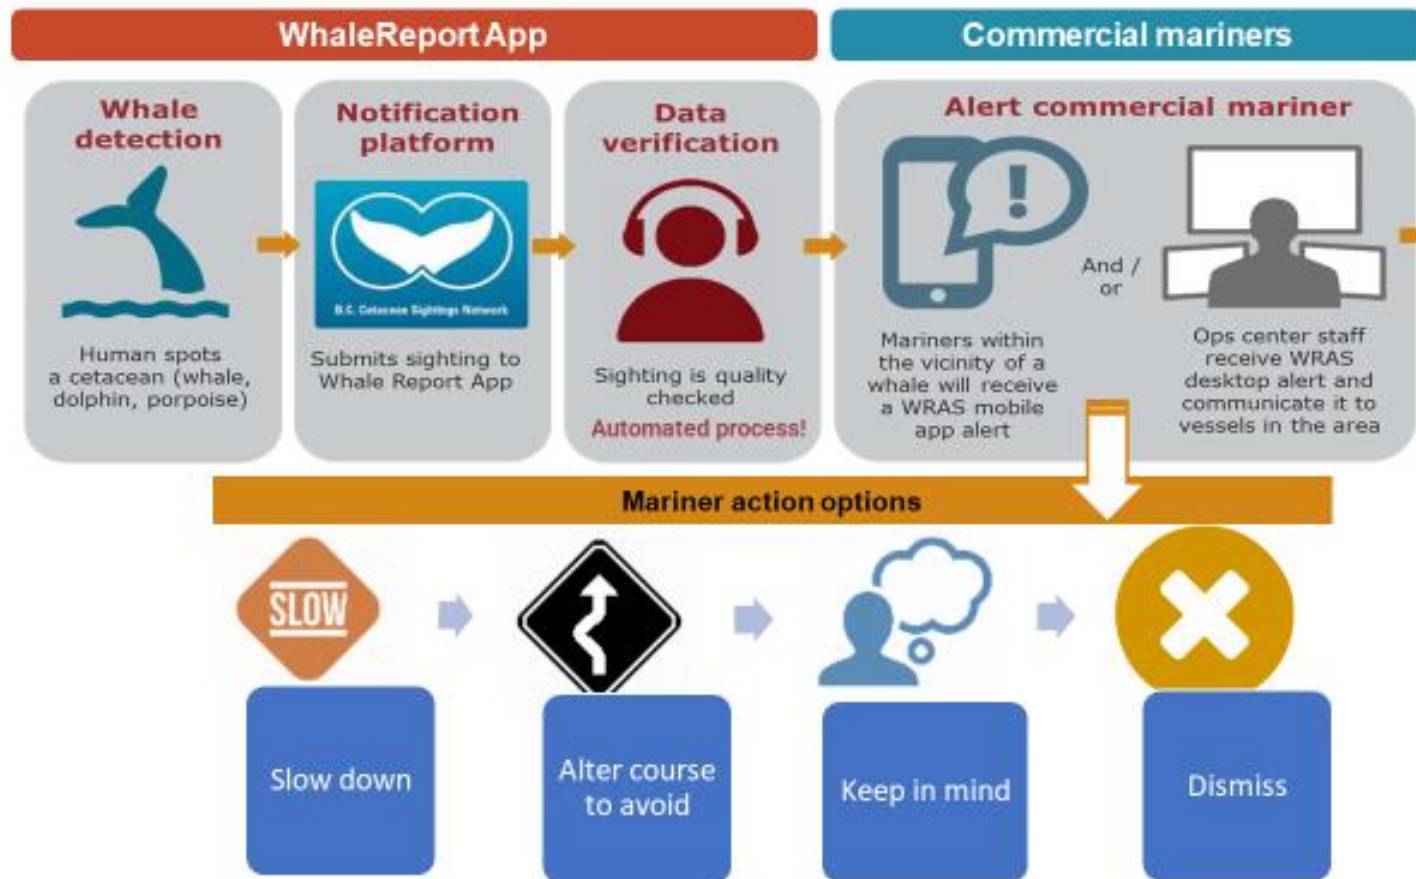 WhaleReport App
Commercial mariners
Whale
detection
Human spots
a cetacean (whale,
dolphin, porpoise)
Notification
platform
B.C. Cetacean Sightings Network
Submits sighting to
Whale Report App
Data
verification
Sighting is quality
checked
Automated process!
Alert commercial mariner
!
Mariners within
the vicinity of a
whale will receive
a WRAS mobile
app alert
And /
or
Ops center staff
receive WRAS
desktop alert and
communicate it to
vessels in the area
Mariner action options
SLOW
Slow down
Alter course
to avoid
Keep in mind
Dismiss